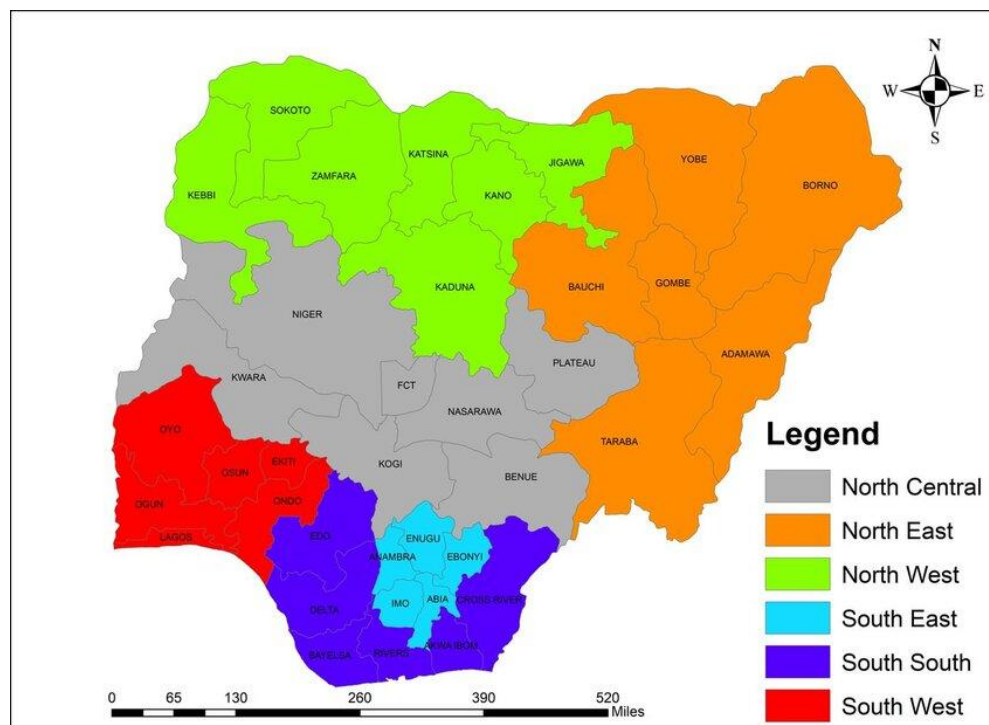 N
W E
S
SOKOTO
KATSINA
JIGAWA
YOBE
ZAMFARA
KANO
BORNO
KEBBI
KADUNA
BAUCHI
GOMBE
NIGER
ADAMAWA
PLATEAU
KWARA
FCT
NASARAWA
OYO
TARABA
KOGI
BENUE
OSUN
EKITI
OGUN
ONDO
LAGOS
EDO
ENUGU
ANAMBRA
EBONYI
IMO
ABIA
CROSS RIVER
DELTA
BAYELSA
RIVERS
AKWA IBOM
Legend
North Central
North East
North West
South East
South South
South West
0 65 130 260 390 520
Miles